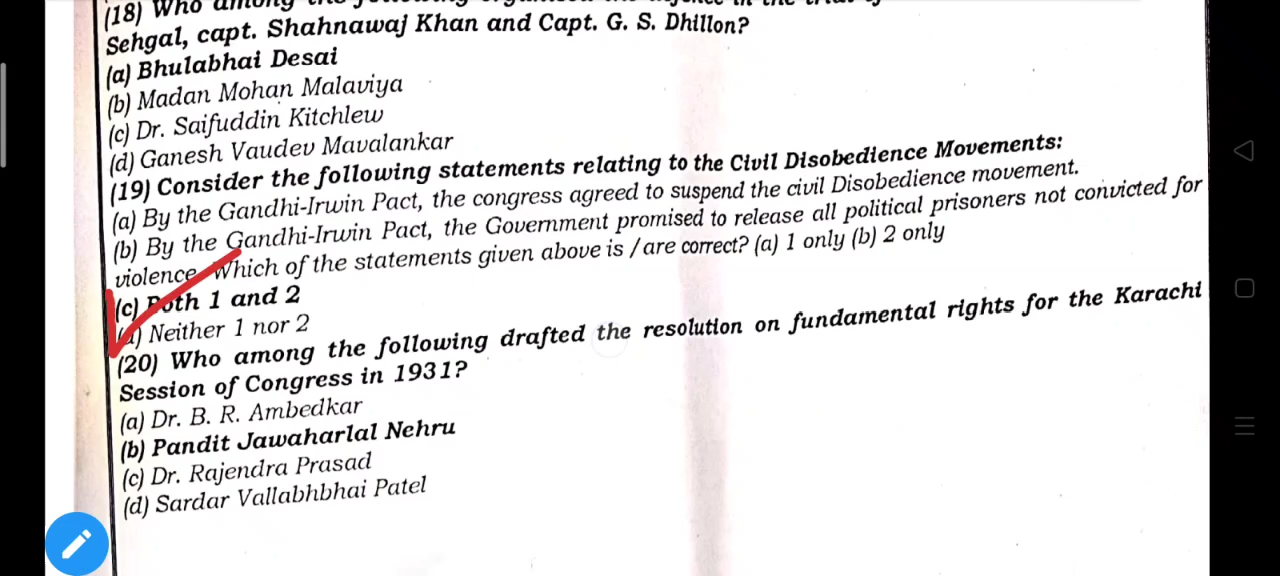 (18) Who among the following organised the defence in the trial of
Sehgal, capt. Shahnawaj Khan and Capt. G. S. Dhillon?
(a) Bhulabhai Desai
(b) Madan Mohan Malaviya
(c) Dr. Saifuddin Kitchlew
(d) Ganesh Vaudev Mavalankar
(19) Consider the following statements relating to the Civil Disobedience Movements:
(a) By the Gandhi-Irwin Pact, the congress agreed to suspend the civil Disobedience movement.
(b) By the Gandhi-Irwin Pact, the Government promised to release all political prisoners not convicted for
violence. Which of the statements given above is /are correct? (a) 1 only (b) 2 only
(c) Both 1 and 2
(d) Neither 1 nor 2
(20) Who among the following drafted the resolution on fundamental rights for the Karachi
Session of Congress in 1931?
(a) Dr. B. R. Ambedkar
(b) Pandit Jawaharlal Nehru
(c) Dr. Rajendra Prasad
(d) Sardar Vallabhbhai Patel